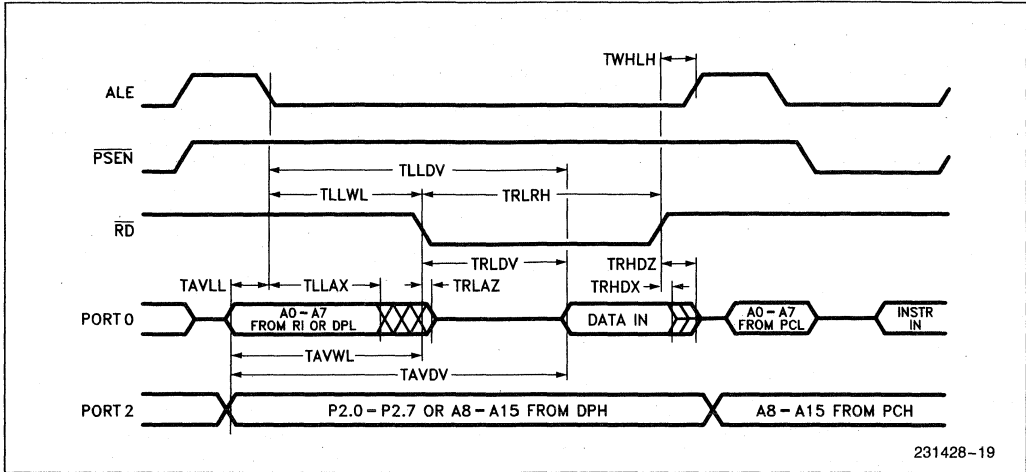 TWHLH
ALE
PSEN
TLLDV
TLLWL
TRLRH
RD
TRLDV
TRHDZ
TAVLL
TLLAX
TRLAZ
TRHDX
PORT 0
A0-A7
FROM RI OR DPL
DATA IN
A0-A7
FROM PCL
INSTR
IN
TAVWL
TAVDV
PORT 2
P2.0-P2.7 OR A8-A15 FROM DPH
A8-A15 FROM PCH
231428-19